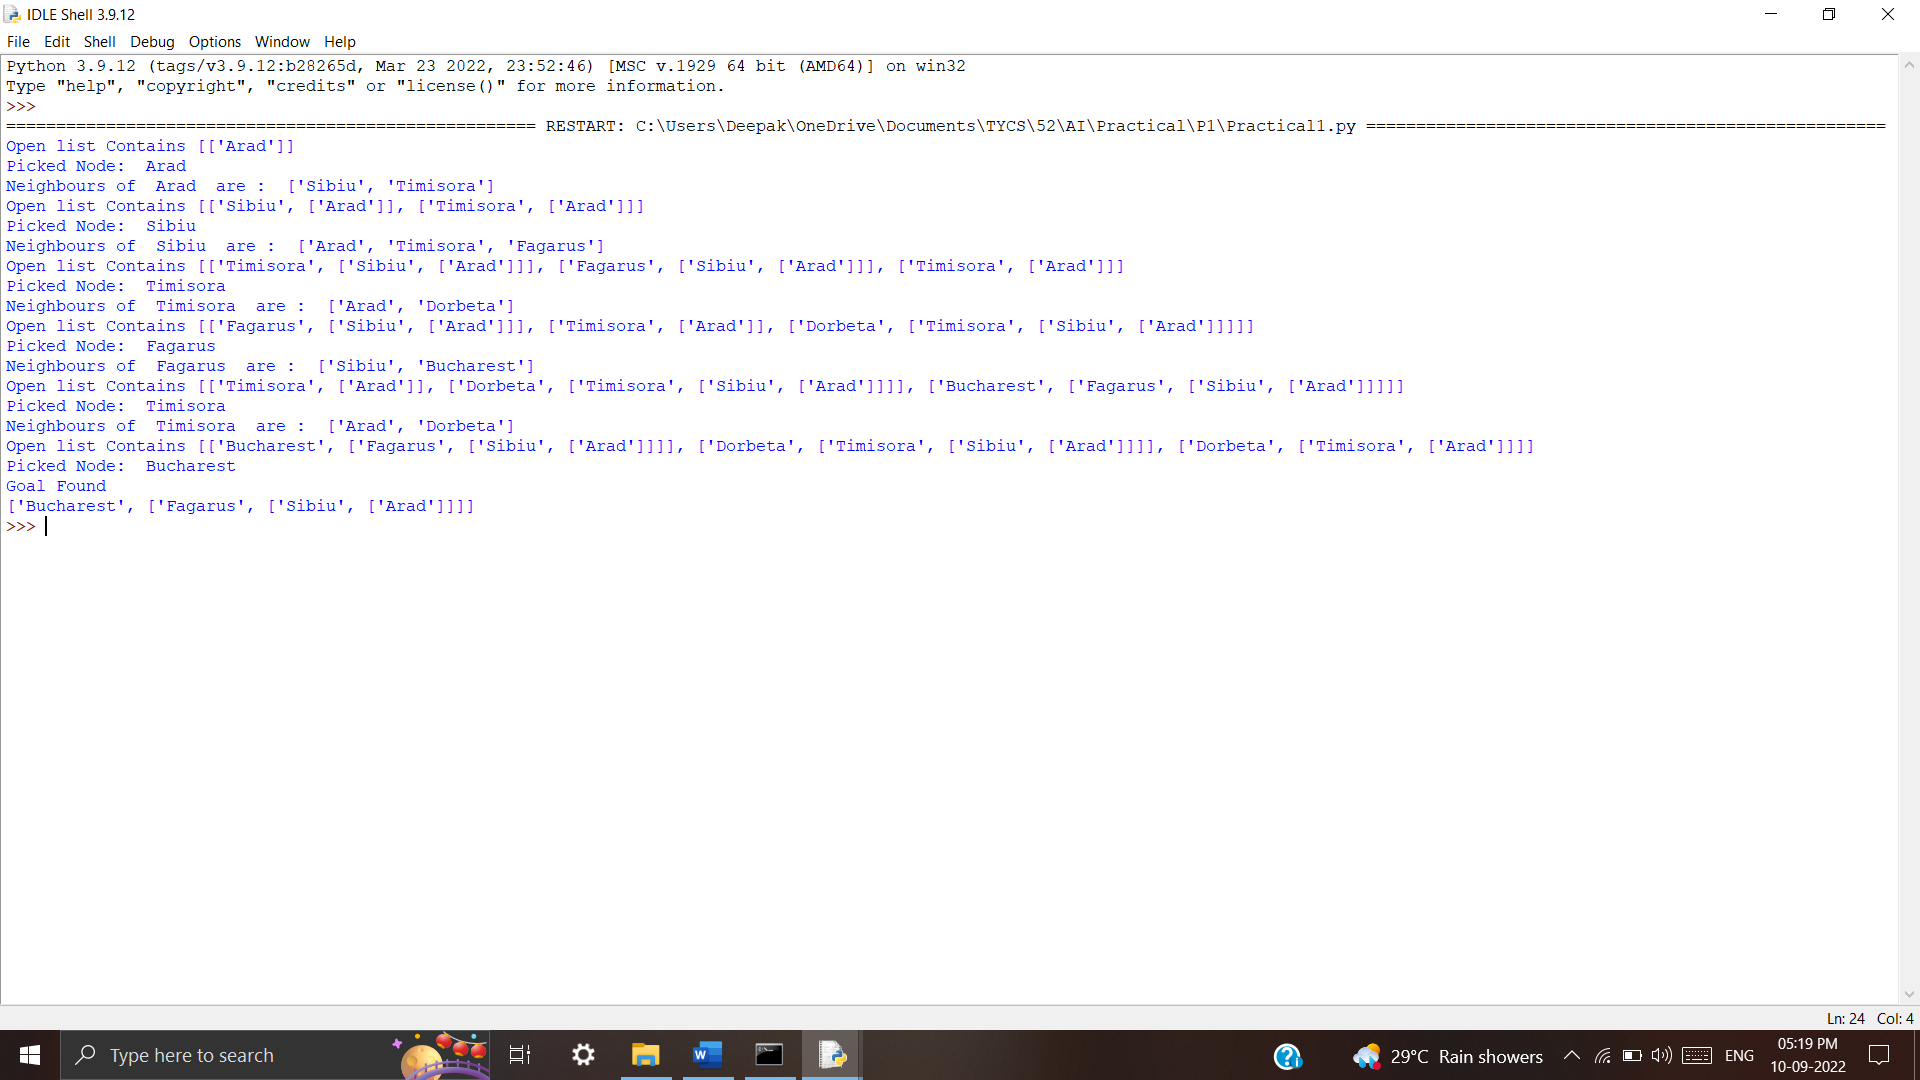 IDLE Shell 3.9.12
File Edit Shell Debug Options Window Help
Python 3.9.12 (tags/v3.9.12:b28265d, Mar 23 2022, 23:52:46) [MSC v.1929 64 bit (AMD64)] on win32
Type "help", "copyright", "credits" or "license()" for more information.
>>>
===================================================== RESTART: C:\Users\Deepak\OneDrive\Documents\TYCS\52\AI\Practical\P1\Practical1.py ====================================================
Open list Contains [['Arad']]
Picked Node:  Arad
Neighbours of  Arad  are :  ['Sibiu', 'Timisora']
Open list Contains [['Sibiu', ['Arad']], ['Timisora', ['Arad']]]
Picked Node:  Sibiu
Neighbours of  Sibiu  are :  ['Arad', 'Timisora', 'Fagarus']
Open list Contains [['Timisora', ['Sibiu', ['Arad']]], ['Fagarus', ['Sibiu', ['Arad']]], ['Timisora', ['Arad']]]
Picked Node:  Timisora
Neighbours of  Timisora  are :  ['Arad', 'Dorbeta']
Open list Contains [['Fagarus', ['Sibiu', ['Arad']]], ['Timisora', ['Arad']], ['Dorbeta', ['Timisora', ['Sibiu', ['Arad']]]]]
Picked Node:  Fagarus
Neighbours of  Fagarus  are :  ['Sibiu', 'Bucharest']
Open list Contains [['Timisora', ['Arad']], ['Dorbeta', ['Timisora', ['Sibiu', ['Arad']]]], ['Bucharest', ['Fagarus', ['Sibiu', ['Arad']]]]]
Picked Node:  Timisora
Neighbours of  Timisora  are :  ['Arad', 'Dorbeta']
Open list Contains [['Bucharest', ['Fagarus', ['Sibiu', ['Arad']]]], ['Dorbeta', ['Timisora', ['Sibiu', ['Arad']]]], ['Dorbeta', ['Timisora', ['Arad']]]]
Picked Node:  Bucharest
Goal Found
['Bucharest', ['Fagarus', ['Sibiu', ['Arad']]]]
>>>
Ln: 24 Col: 4
Type here to search
29°C Rain showers
ENG
05:19 PM
10-09-2022